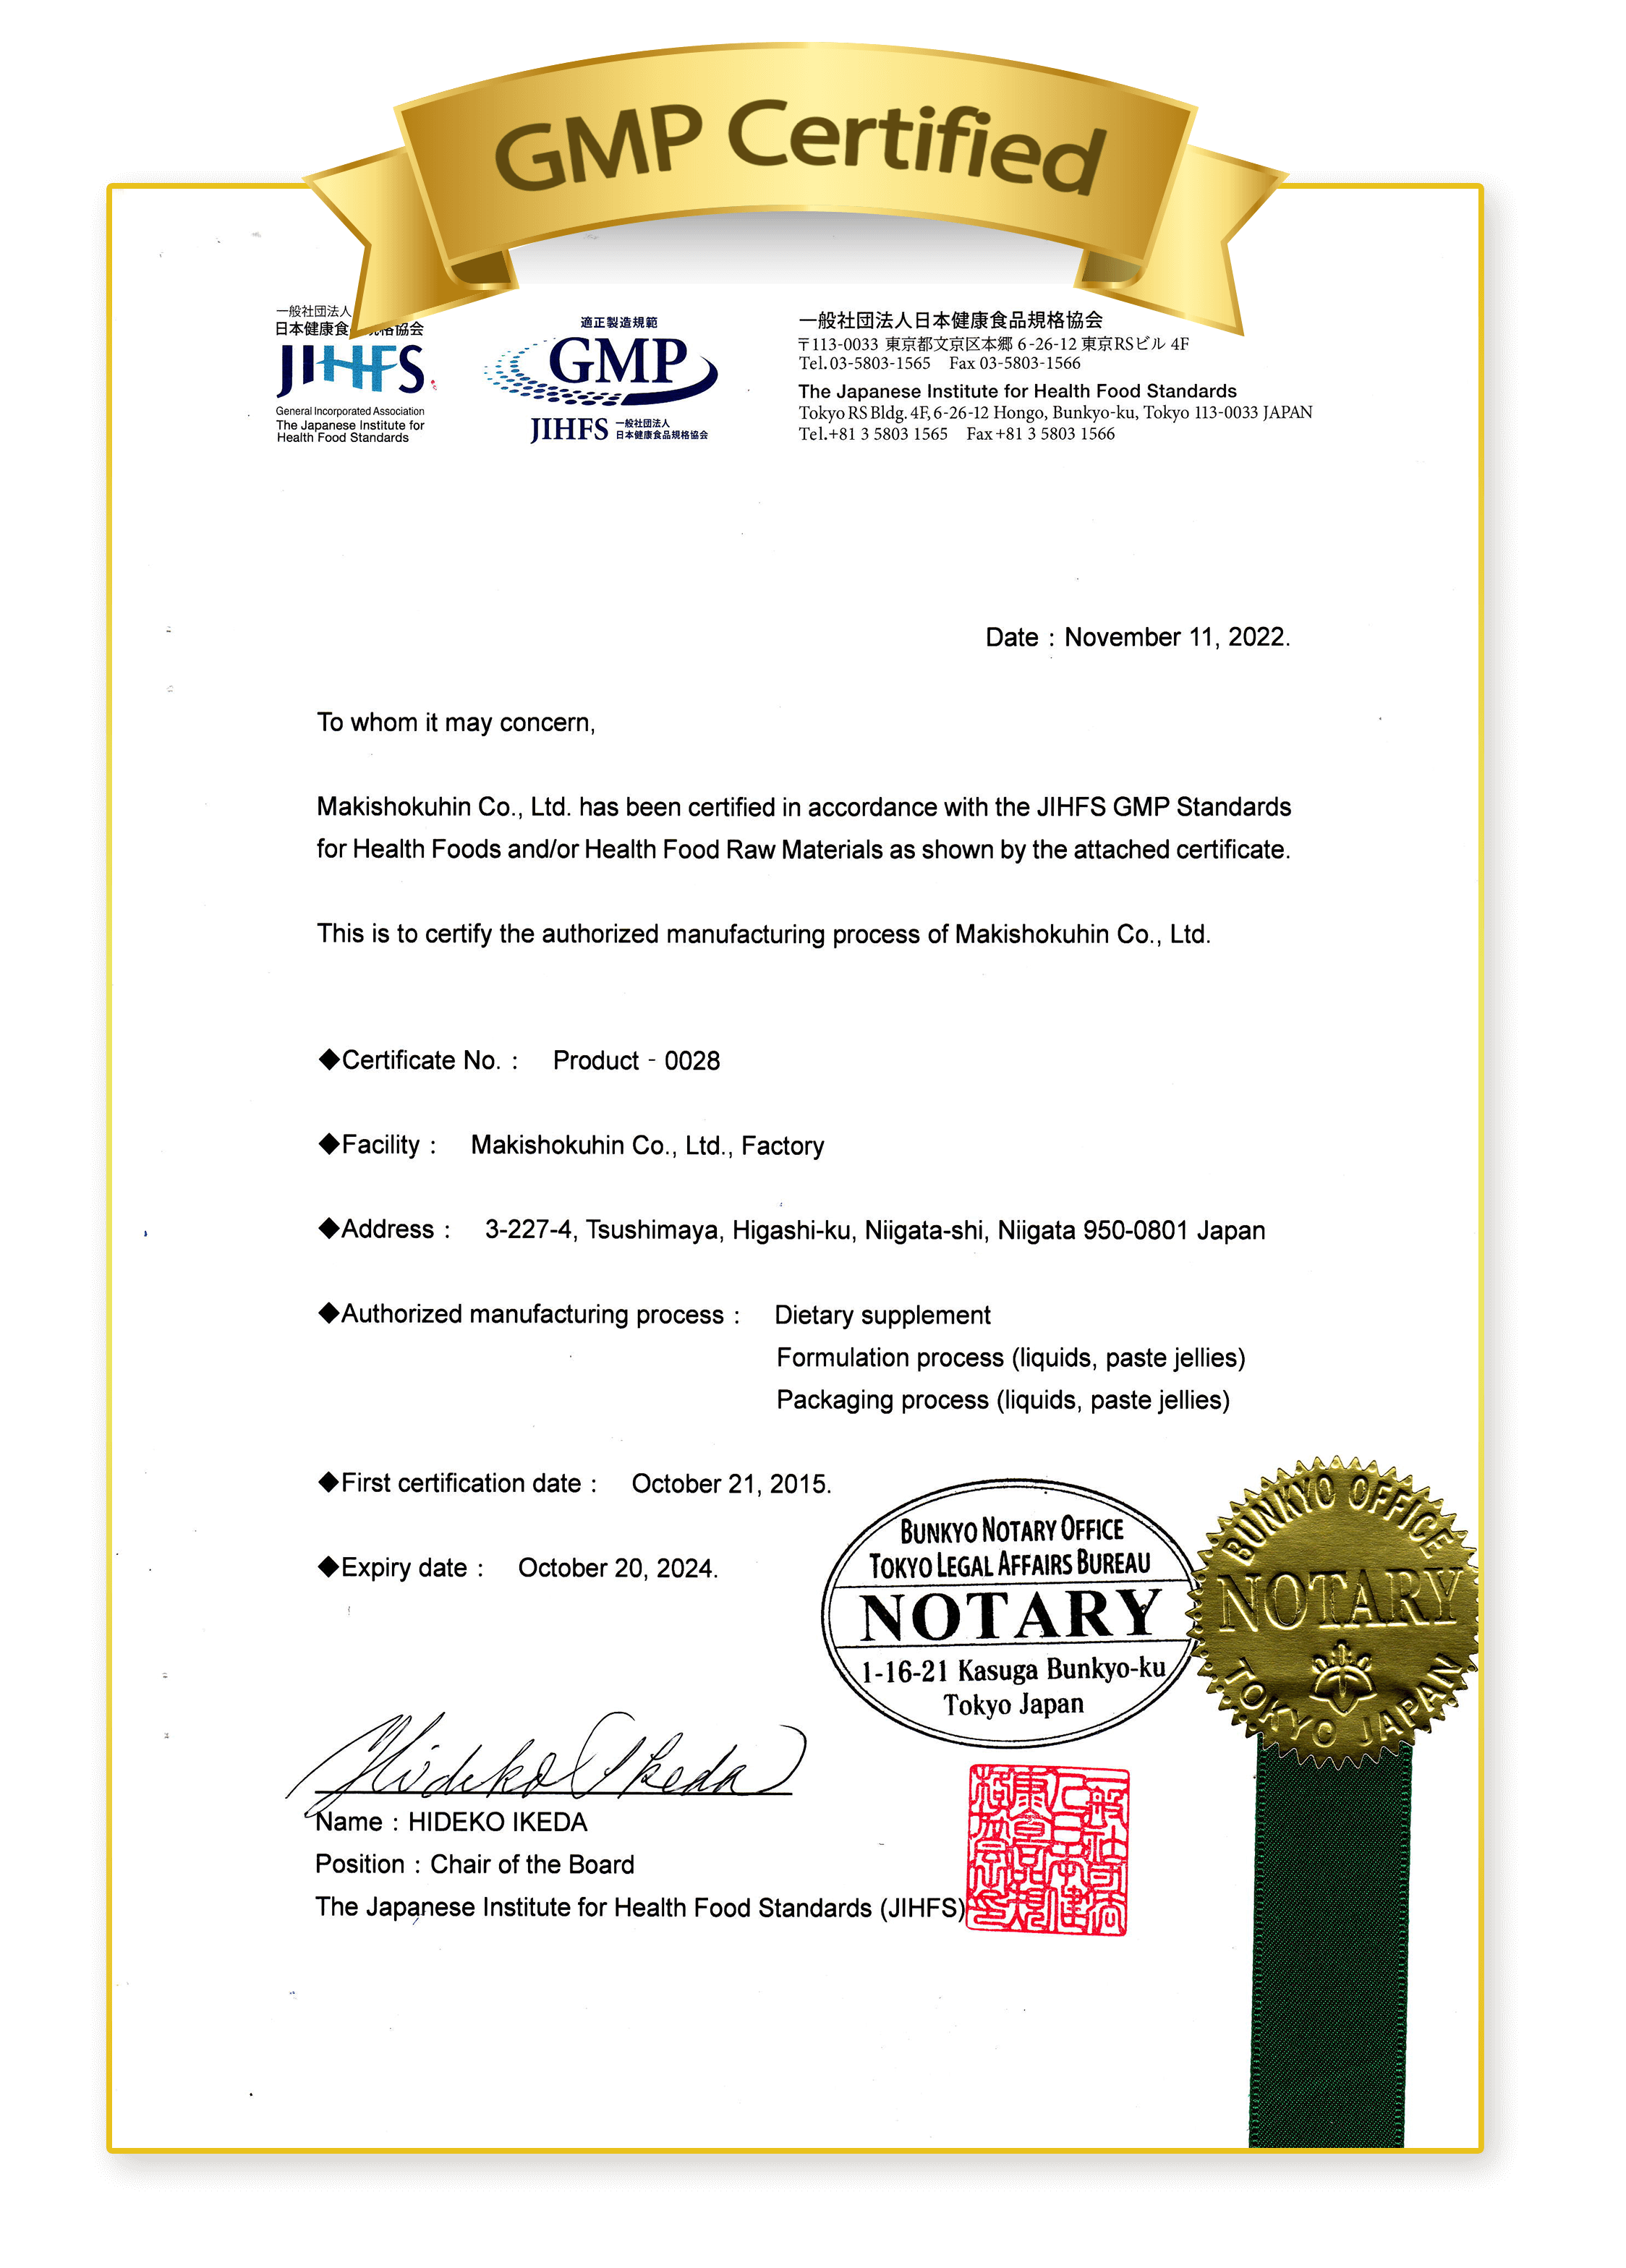 GMP Certified
一般社団法人
日本健康食 格協会
JIHFS
General Incorporated Association
The Japanese Institute for
Health Food Standards
適正製造規範
GMP
JIHFS 一般社団法人
日本健康食品規格協会
一般社団法人日本健康食品規格協会
〒113-0033 東京都文京区本郷 6-26-12 東京RSビル 4F
Tel.03-5803-1565 Fax 03-5803-1566
The Japanese Institute for Health Food Standards
Tokyo RS Bldg. 4F, 6-26-12 Hongo, Bunkyo-ku, Tokyo 113-0033 JAPAN
Tel.+81 3 5803 1565 Fax+81 3 5803 1566
Date : November 11, 2022.
To whom it may concern,
Makishokuhin Co., Ltd. has been certified in accordance with the JIHFS GMP Standards
for Health Foods and/or Health Food Raw Materials as shown by the attached certificate.
This is to certify the authorized manufacturing process of Makishokuhin Co., Ltd.
◆Certificate No. : Product - 0028
◆Facility : Makishokuhin Co., Ltd., Factory
◆Address : 3-227-4, Tsushimaya, Higashi-ku, Niigata-shi, Niigata 950-0801 Japan
◆Authorized manufacturing process : Dietary supplement
Formulation process (liquids, paste jellies)
Packaging process (liquids, paste jellies)
◆First certification date : October 21, 2015.
◆Expiry date : October 20, 2024.
BUNKYO NOTARY OFFICE
TOKYO LEGAL AFFAIRS BUREAU
NOTARY
1-16-21 Kasuga Bunkyo-ku
Tokyo Japan
BUNKYO OFFICE
NOTARY
TOKYO JAPAN
Hideko Ikeda
Name : HIDEKO IKEDA
Position : Chair of the Board
The Japanese Institute for Health Food Standards (JIHFS)